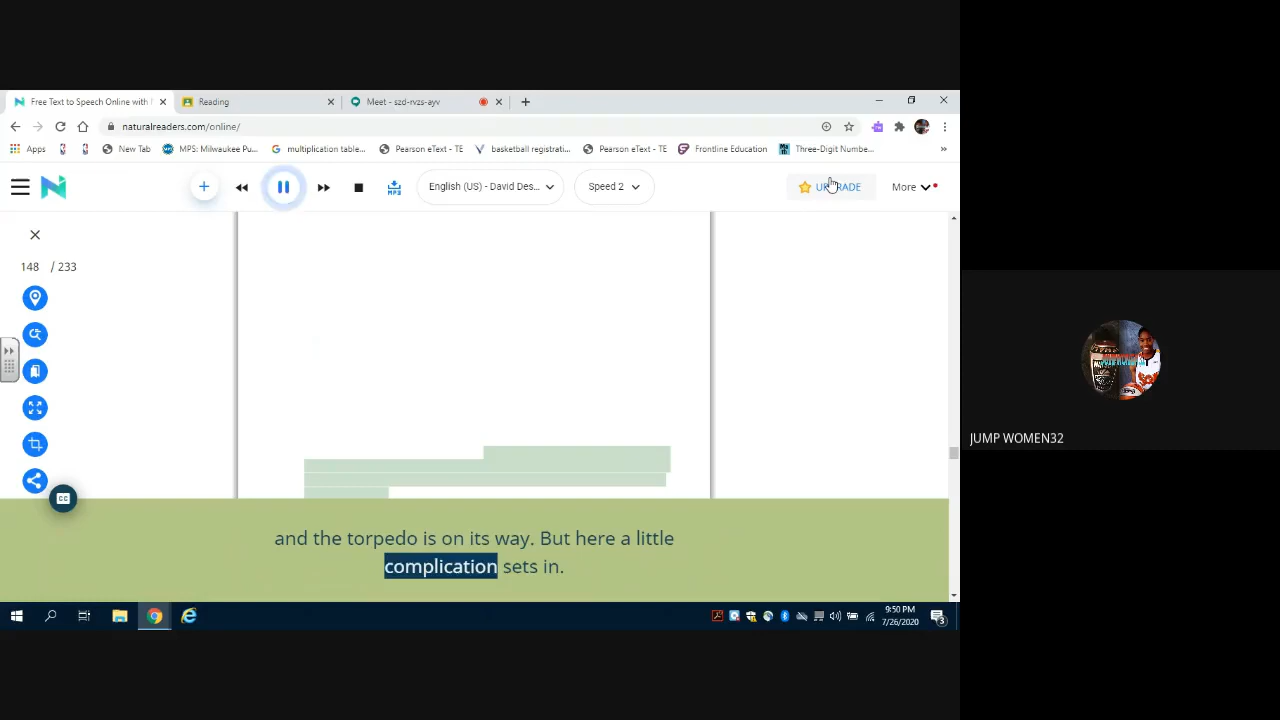 Free Text to Speech Online with
Reading
Meet - szd-rvzs-ayv
naturalreaders.com/online/
Apps
New Tab
MPS: Milwaukee Pu...
multiplication table...
Pearson eText - TE
basketball registrati...
Pearson eText - TE
Frontline Education
Three-Digit Numbe...
»
MP3
English (US) - David Des...
Speed 2
UPGRADE
More
148 / 233
CC
and the torpedo is on its way. But here a little
complication sets in.
JUMP WOMEN32
9:50 PM
7/26/2020
3